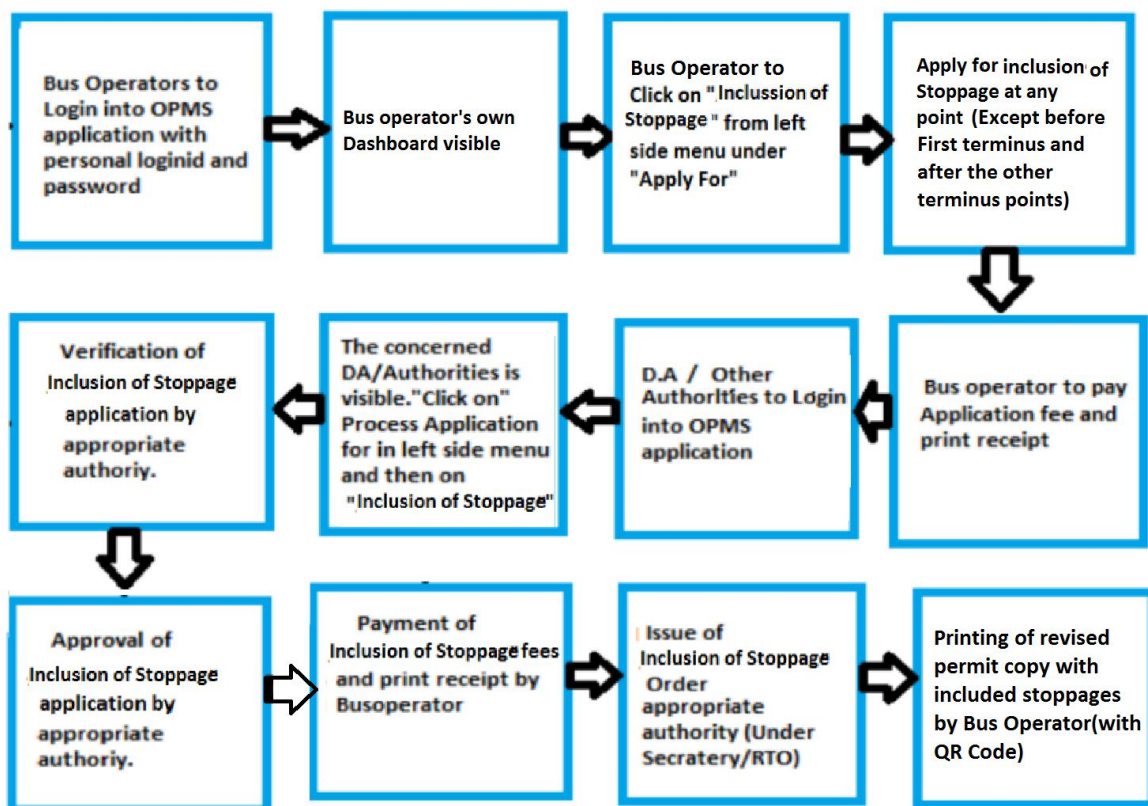 Bus Operators to
Login into OPMS
application with
personal loginid and
password
Bus operator's own
Dashboard visible
Bus Operator to
Click on "Inclussion of
Stoppage" from left
side menu under
"Apply For"
Apply for inclusion of
Stoppage at any
point (Except before
First terminus and
after the other
terminus points)
Bus operator to pay
Application fee and
print receipt
D.A / Other
Authorities to Login
into OPMS
application
The concerned
DA/Authorities is
visible."Click on"
Process Application
for in left side menu
and then on
"Inclusion of Stoppage"
Verification of
Inclusion of Stoppage"
application by
appropriate
authoriy.
Approval of
Inclusion of Stoppage"
application by
appropriate
authoriy.
Payment of
Inclusion of Stoppage"fees
and print receipt by
Busoperator
Issue of
Inclusion of Stoppage"
Order
appropriate
authority (Under
Secratery/RTO)
Printing of revised
permit copy with
included stoppages
by Bus Operator(with
QR Code)